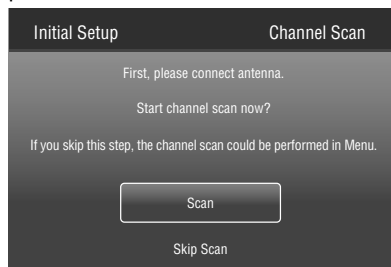 Initial Setup Channel Scan
First, please connect antenna.
Start channel scan now?
If you skip this step, the channel scan could be performed in Menu.
Scan
Skip Scan